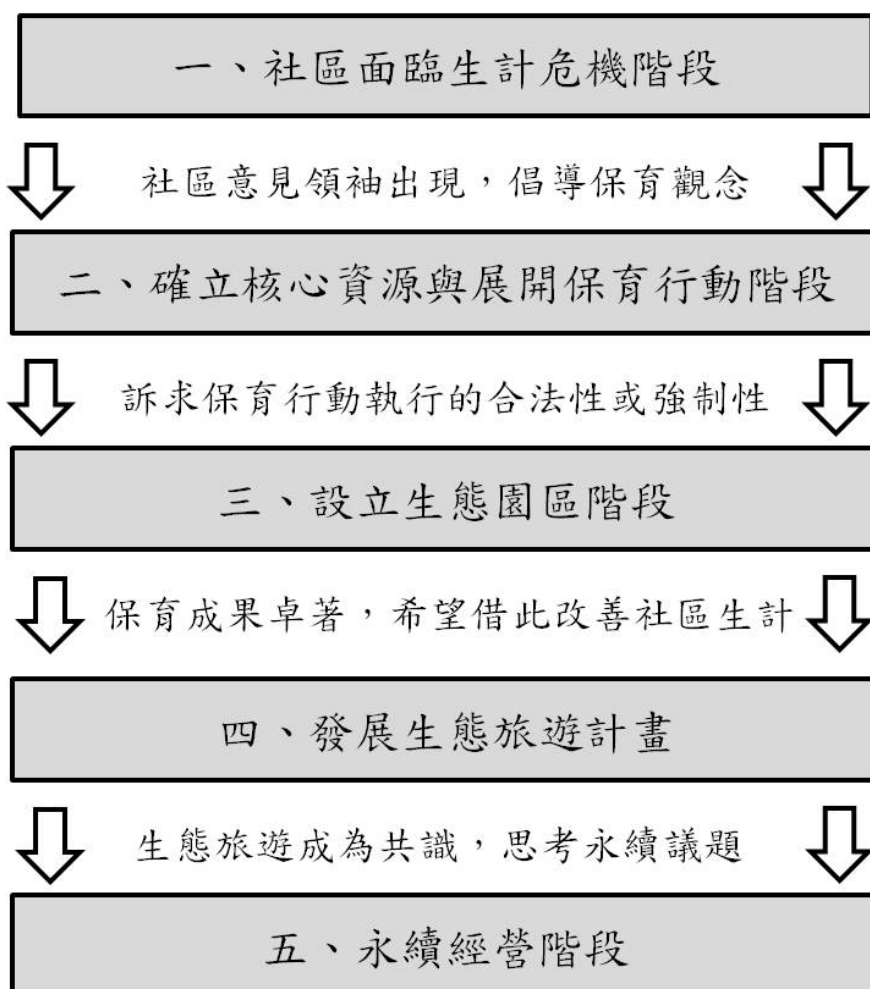 一、社區面臨生計危機階段
社區意見領袖出現，倡導保育觀念
二、確立核心資源與展開保育行動階段
訴求保育行動執行的合法性或強制性
三、設立生態園區階段
保育成果卓著，希望借此改善社區生計
四、發展生態旅遊計畫
生態旅遊成為共識，思考永續議題
五、永續經營階段